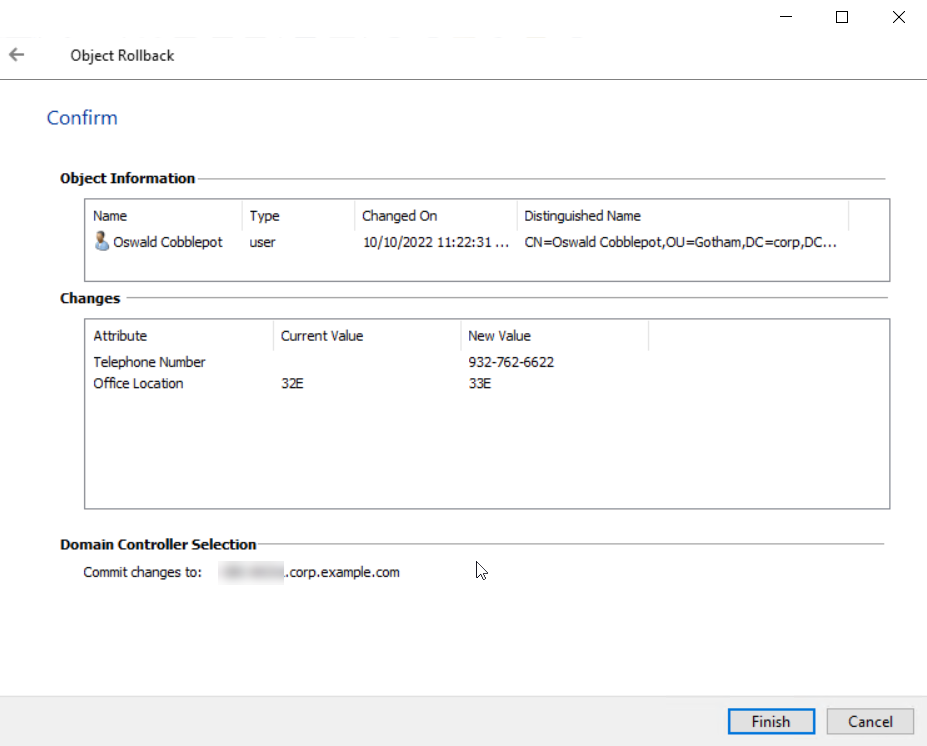 Object Rollback
Confirm
Object Information
Name Type Changed On Distinguished Name
Oswald Cobblepot user 10/10/2022 11:22:31 ... CN=Oswald Cobblepot,OU=Gotham,DC=corp,DC...
Changes
Attribute Current Value New Value
Telephone Number 932-762-6622
Office Location 32E 33E
Domain Controller Selection
Commit changes to: .corp.example.com
Finish Cancel